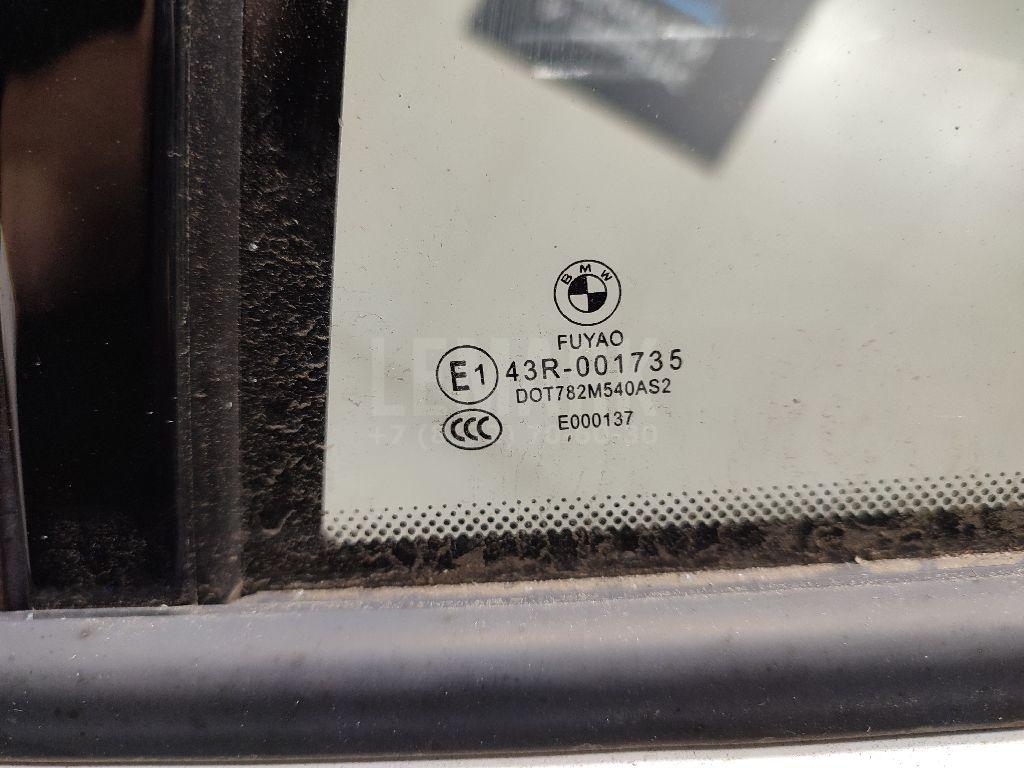 BMW
FUYAO
E1 43R-001735
DOT782M540AS2
CCC E000137